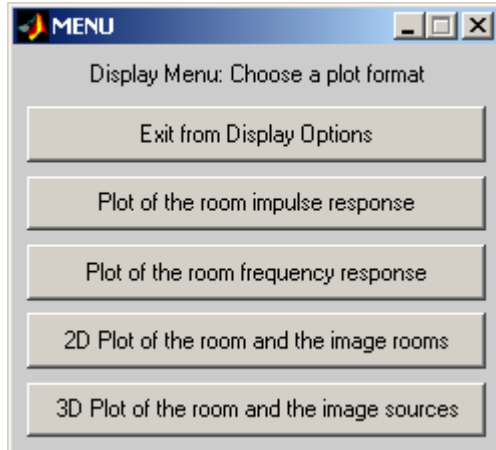 MENU
Display Menu: Choose a plot format
Exit from Display Options
Plot of the room impulse response
Plot of the room frequency response
2D Plot of the room and the image rooms
3D Plot of the room and the image sources